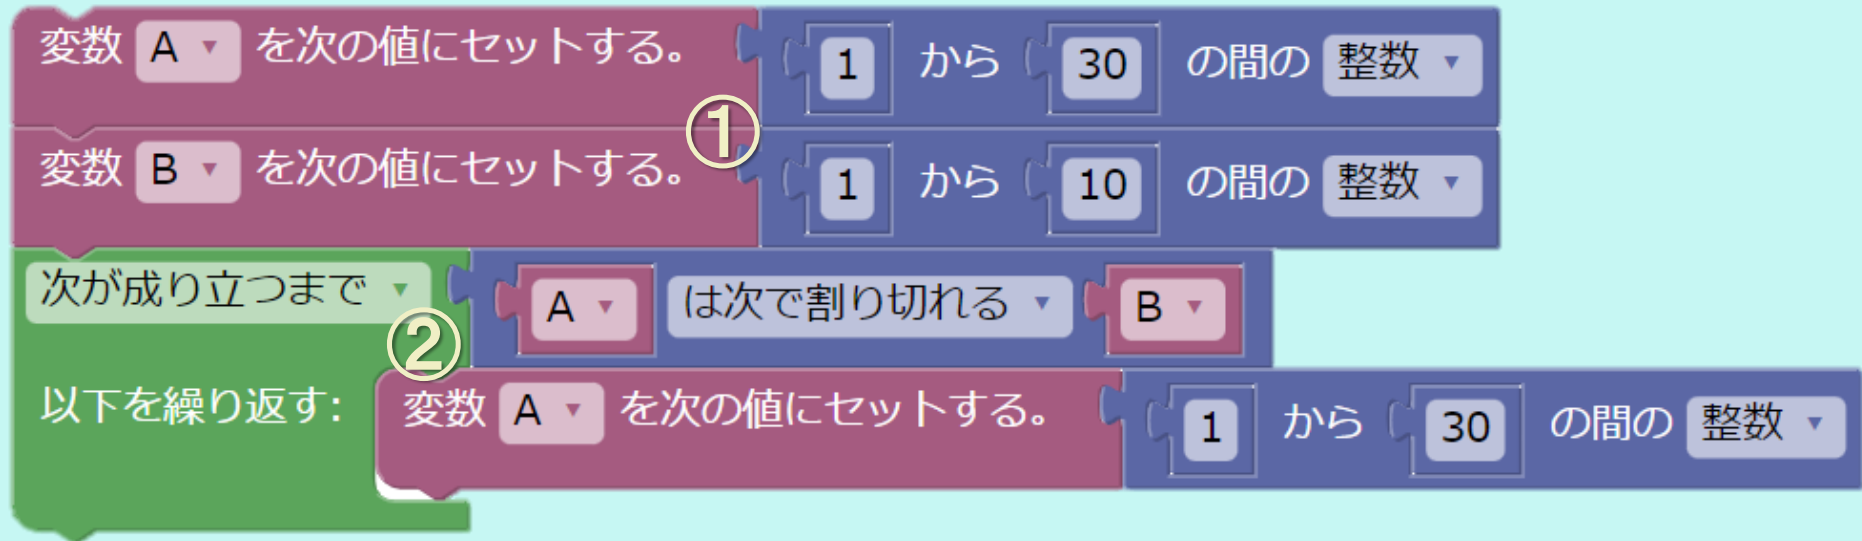 変数 A を次の値にセットする。 1 から 30 の間の 整数
①
変数 B を次の値にセットする。 1 から 10 の間の 整数
次が成り立つまで A は次で割り切れる B
②
以下を繰り返す: 変数 A を次の値にセットする。 1 から 30 の間の 整数